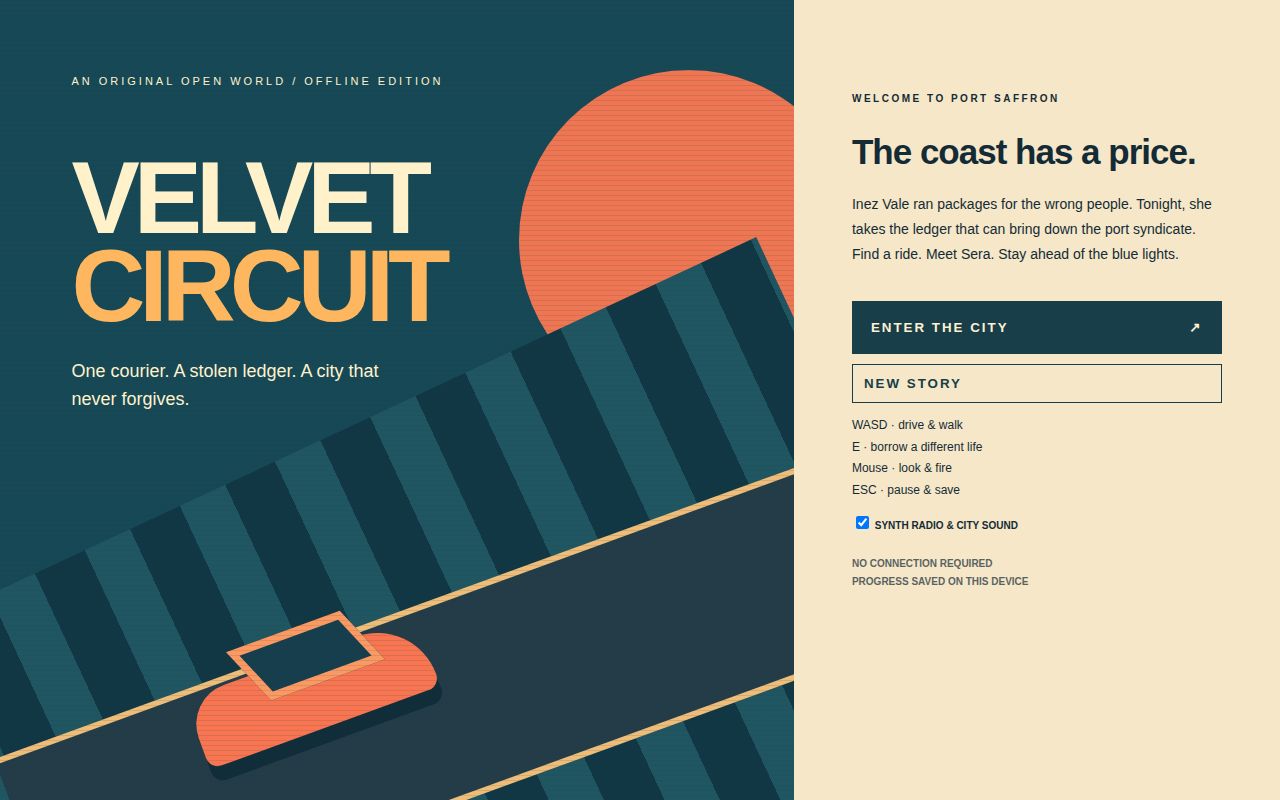 AN ORIGINAL OPEN WORLD / OFFLINE EDITION
VELVET
CIRCUIT
One courier. A stolen ledger. A city that
never forgives.
WELCOME TO PORT SAFFRON
The coast has a price.
Inez Vale ran packages for the wrong people. Tonight, she
takes the ledger that can bring down the port syndicate.
Find a ride. Meet Sera. Stay ahead of the blue lights.
ENTER THE CITY ↗
NEW STORY
WASD · drive & walk
E · borrow a different life
Mouse · look & fire
ESC · pause & save
SYNTH RADIO & CITY SOUND
NO CONNECTION REQUIRED
PROGRESS SAVED ON THIS DEVICE